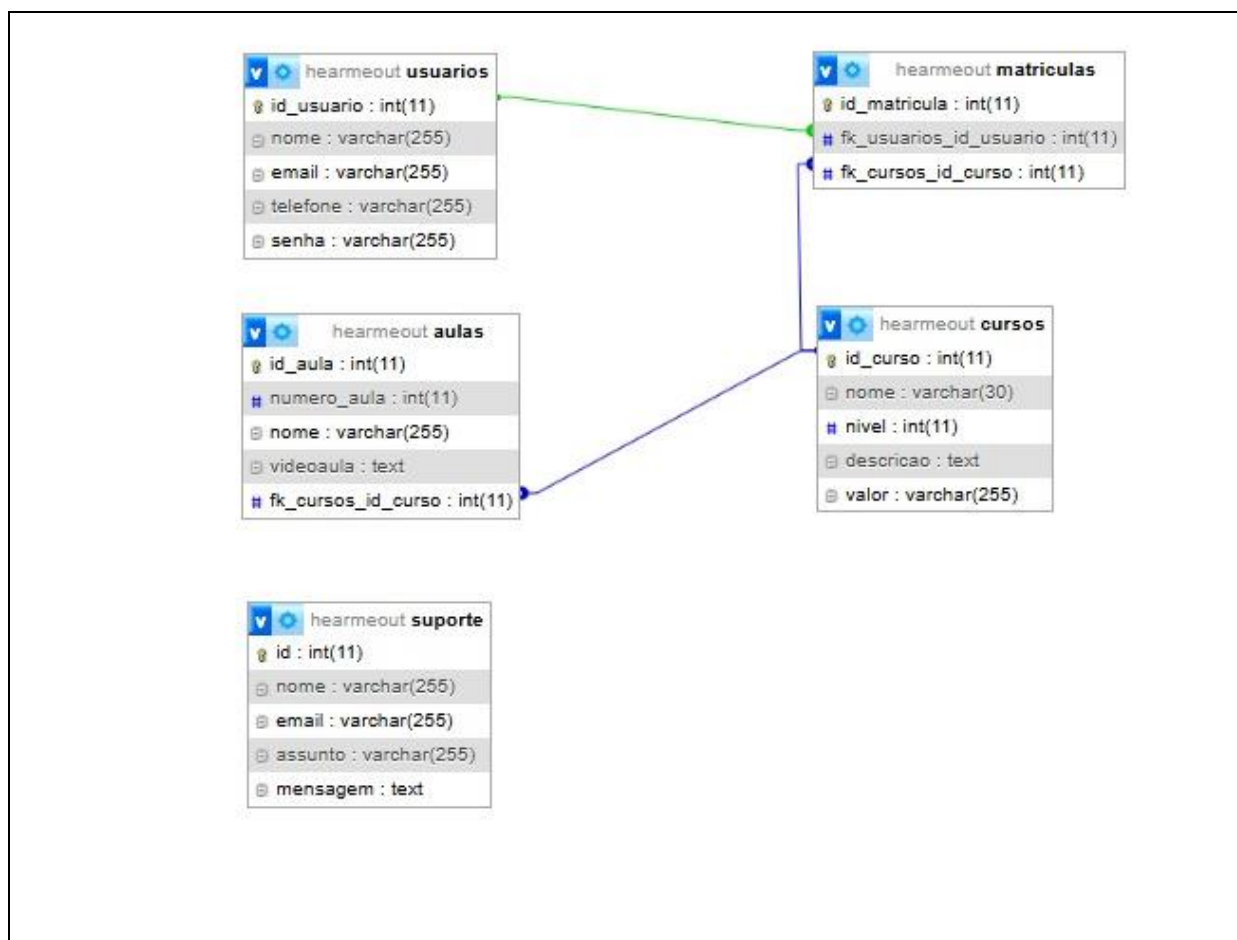 hearmeout usuarios
id_usuario : int(11)
nome : varchar(255)
email : varchar(255)
telefone : varchar(255)
senha : varchar(255)
hearmeout matriculas
id_matricula : int(11)
# fk_usuarios_id_usuario : int(11)
# fk_cursos_id_curso : int(11)
hearmeout aulas
id_aula : int(11)
# numero_aula : int(11)
nome : varchar(255)
videoaula : text
# fk_cursos_id_curso : int(11)
hearmeout cursos
id_curso : int(11)
nome : varchar(30)
# nivel : int(11)
descricao : text
valor : varchar(255)
hearmeout suporte
id : int(11)
nome : varchar(255)
email : varchar(255)
assunto : varchar(255)
mensagem : text